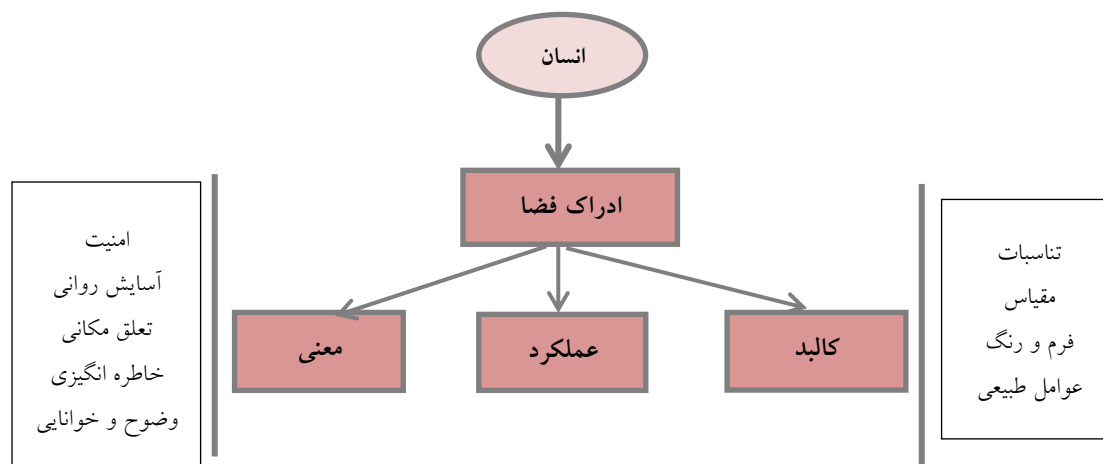 انسان
ادراک فضا
کالبد
عملکرد
معنی
تناسبات
مقیاس
فرم و رنگ
عوامل طبیعی
امنیت
آسایش روانی
تعلق مکانی
خاطره انگیزی
وضوح و خوانایی